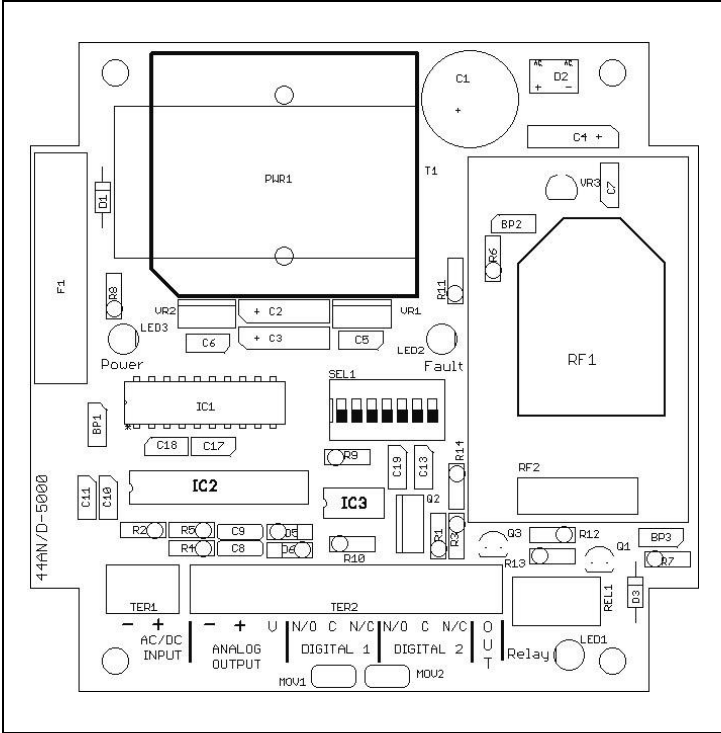 C1
AC AC
D2
+ -
+
C4 +
PWR1
T1
VR3
C7
D1
BP2
R6
F1
R8
R11
VR2
+ C2
VR1
LED3
C6
+ C3
C5
LED2
Power
Fault
RF1
SEL1
IC1
BP1
*
C18
C17
R9
C19
C13
R14
RF2
C11
C10
IC2
IC3
Q2
44AN/D-5000
R2
R5
C9
D5
R4
C8
D6
R10
R1
R3
Q3
R12
R13
Q1
BP3
R7
TER1
TER2
REL1
D3
- +
- +
U
N/O C N/C
N/O C N/C
OUT
AC/DC
INPUT
ANALOG
OUTPUT
DIGITAL 1
DIGITAL 2
Relay
LED1
MOV1
MOV2